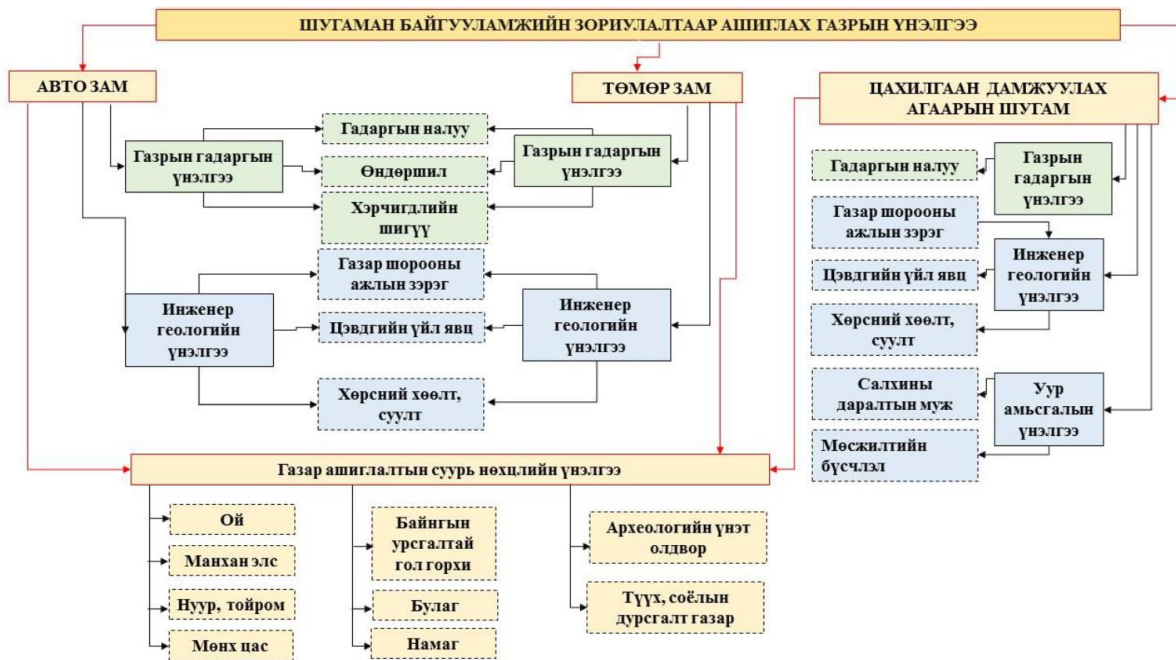 ШУГАМАН БАЙГУУЛАМЖИЙН ЗОРИУЛАЛТААР АШИГЛАХ ГАЗРЫН ҮНЭЛГЭЭ
АВТО ЗАМ
ТӨМӨР ЗАМ
ЦАХИЛГААН ДАМЖУУЛАХ
АГААРЫН ШУГАМ
Газрын гадаргын
үнэлгээ
Гадаргын налуу
Өндөршил
Хэрчигдлийн
шигүү
Газрын гадаргын
үнэлгээ
Инженер
геологийн
үнэлгээ
Газар шорооны
ажлын зэрэг
Цэвдгийн үйл явц
Хөрсний хөөлт,
суулт
Инженер
геологийн
үнэлгээ
Гадаргын налуу
Газрын
гадаргын
үнэлгээ
Газар шорооны
ажлын зэрэг
Цэвдгийн үйл явц
Хөрсний хөөлт,
суулт
Инженер
геологийн
үнэлгээ
Салхины
даралтын муж
Мөсжилтийн
бүсчлэл
Уур
амьсгалын
үнэлгээ
Газар ашиглалтын суурь нөхцлийн үнэлгээ
Ой
Манхан элс
Нуур, тойром
Мөнх цас
Байнгын
урсгалтай
гол горхи
Булаг
Намаг
Археологийн үнэт
олдвор
Түүх, соёлын
дурсгалт газар